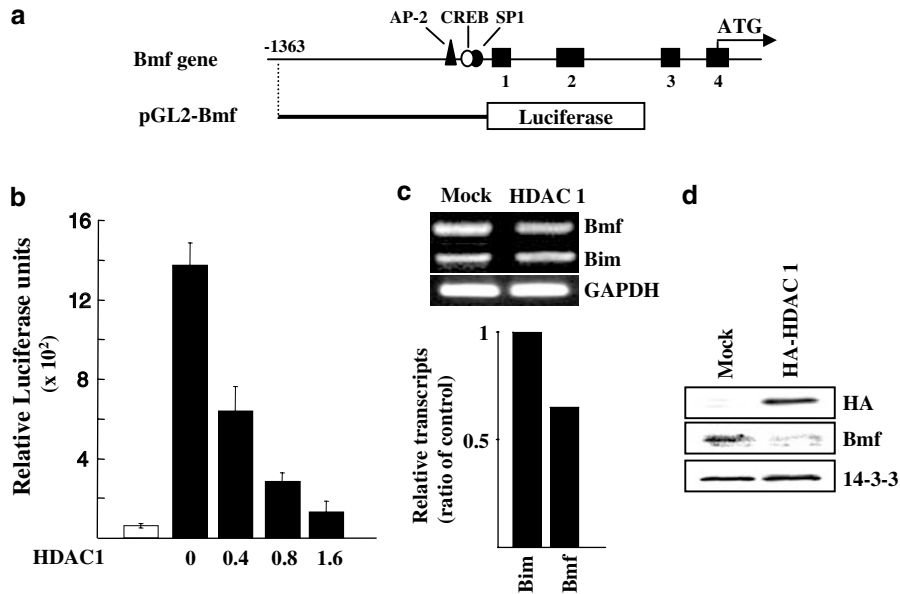 a
AP-2 CREB SP1
ATG
-1363
Bmf gene
1 2 3 4
pGL2-Bmf
Luciferase
b
Relative Luciferase units
(x 10²)
16
12
8
4
HDAC1 0 0.4 0.8 1.6
c
Mock HDAC 1
Bmf
Bim
GAPDH
Relative transcripts
(ratio of control)
1
0.5
Bim Bmf
d
Mock HA-HDAC 1
HA
Bmf
14-3-3